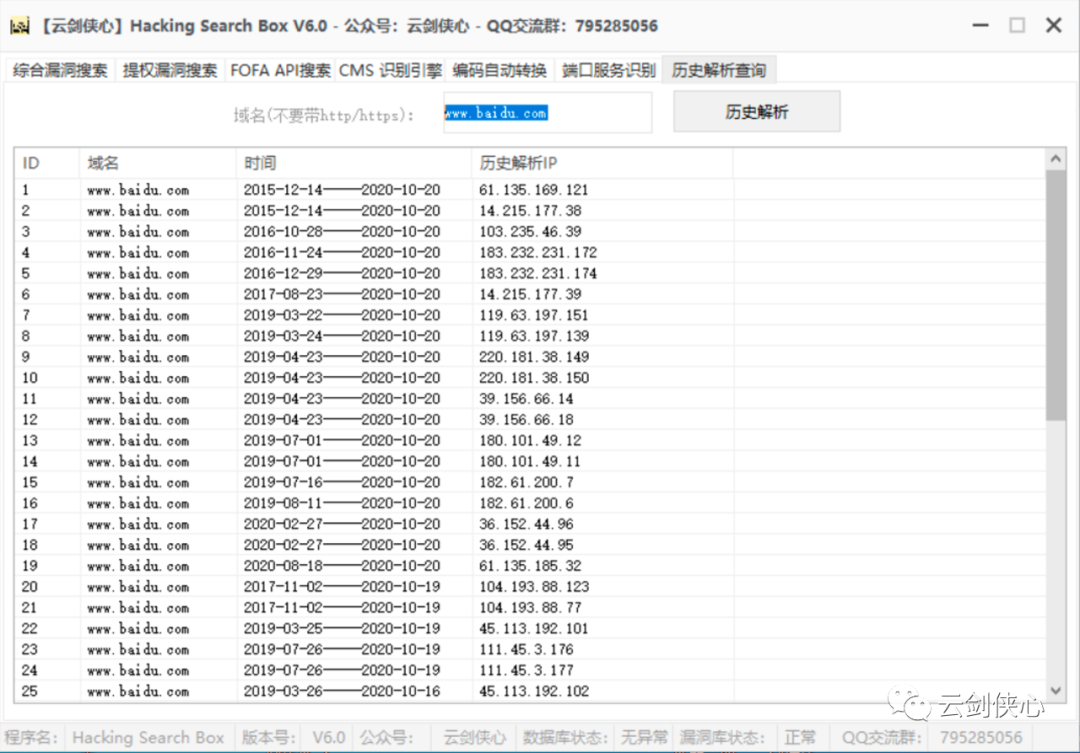 【云剑侠心】Hacking Search Box V6.0 - 公众号：云剑侠心 - QQ交流群：795285056
综合漏洞搜索 提权漏洞搜索 FOFA API搜索 CMS 识别引擎 编码自动转换 端口服务识别 历史解析查询
域名(不要带http/https)： www.baidu.com 历史解析
ID 域名 时间 历史解析IP
1 www.baidu.com 2015-12-14——2020-10-20 61.135.169.121
2 www.baidu.com 2015-12-14——2020-10-20 14.215.177.38
3 www.baidu.com 2016-10-28——2020-10-20 103.235.46.39
4 www.baidu.com 2016-11-24——2020-10-20 183.232.231.172
5 www.baidu.com 2016-12-29——2020-10-20 183.232.231.174
6 www.baidu.com 2017-08-23——2020-10-20 14.215.177.39
7 www.baidu.com 2019-03-22——2020-10-20 119.63.197.151
8 www.baidu.com 2019-03-24——2020-10-20 119.63.197.139
9 www.baidu.com 2019-04-23——2020-10-20 220.181.38.149
10 www.baidu.com 2019-04-23——2020-10-20 220.181.38.150
11 www.baidu.com 2019-04-23——2020-10-20 39.156.66.14
12 www.baidu.com 2019-04-23——2020-10-20 39.156.66.18
13 www.baidu.com 2019-07-01——2020-10-20 180.101.49.12
14 www.baidu.com 2019-07-01——2020-10-20 180.101.49.11
15 www.baidu.com 2019-07-16——2020-10-20 182.61.200.7
16 www.baidu.com 2019-08-11——2020-10-20 182.61.200.6
17 www.baidu.com 2020-02-27——2020-10-20 36.152.44.96
18 www.baidu.com 2020-02-27——2020-10-20 36.152.44.95
19 www.baidu.com 2020-08-18——2020-10-20 61.135.185.32
20 www.baidu.com 2017-11-02——2020-10-19 104.193.88.123
21 www.baidu.com 2017-11-02——2020-10-19 104.193.88.77
22 www.baidu.com 2019-03-25——2020-10-19 45.113.192.101
23 www.baidu.com 2019-07-26——2020-10-19 111.45.3.176
24 www.baidu.com 2019-07-26——2020-10-19 111.45.3.177
25 www.baidu.com 2019-03-26——2020-10-16 45.113.192.102
云剑侠心
程序名： Hacking Search Box 版本号： V6.0 公众号： 云剑侠心 数据库状态： 无异常 漏洞库状态： 正常 QQ交流群： 795285056